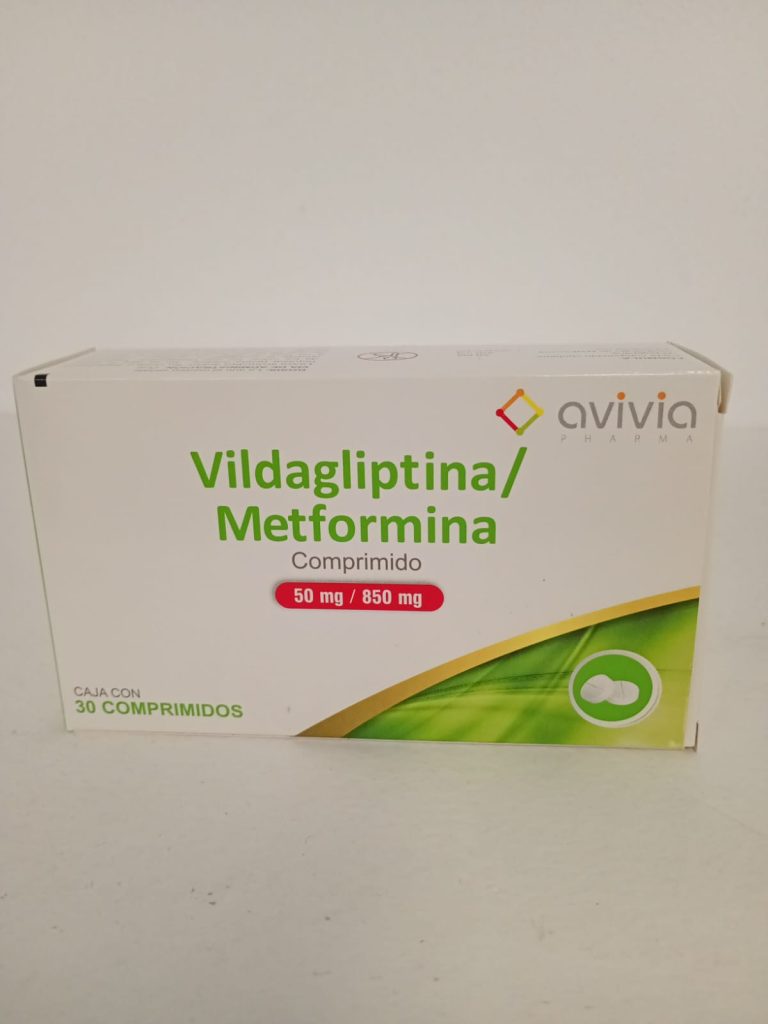 avivia
PHARMA
Vildagliptina/
Metformina
Comprimido
50 mg / 850 mg
CAJA CON
30 COMPRIMIDOS